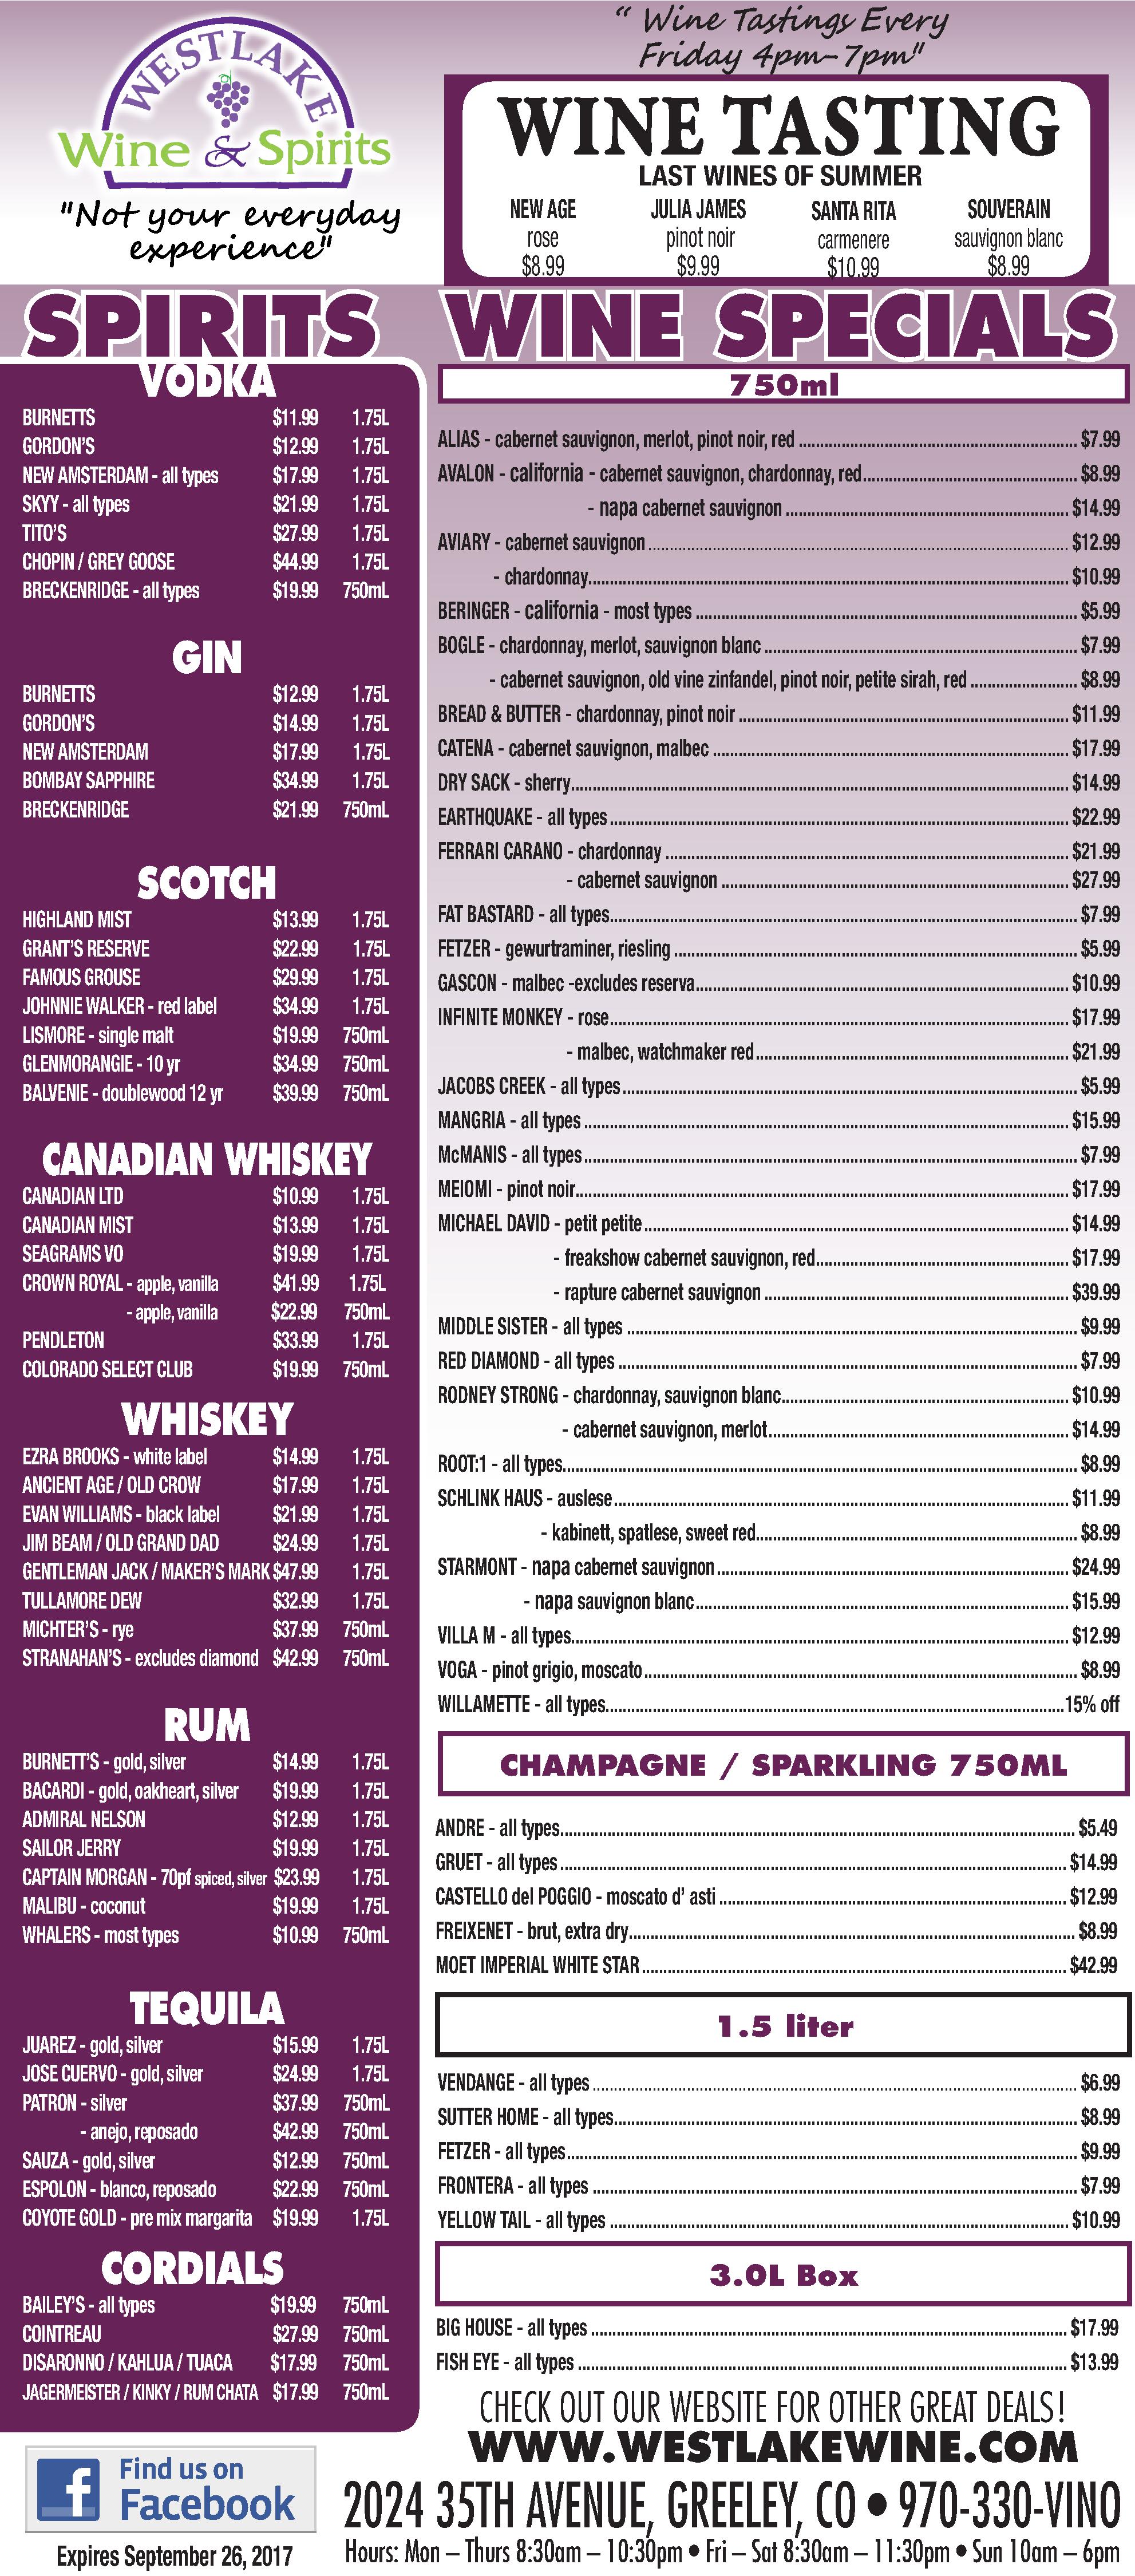 WESTLAKE
Wine & Spirits
"Not your everyday
experience"
" Wine Tastings Every
Friday 4pm-7pm"
WINE TASTING
LAST WINES OF SUMMER
NEW AGE JULIA JAMES SANTA RITA SOUVERAIN
rose pinot noir carmenere sauvignon blanc
$8.99 $9.99 $10.99 $8.99
SPIRITS
VODKA
BURNETTS $11.99 1.75L
GORDON'S $12.99 1.75L
NEW AMSTERDAM - all types $17.99 1.75L
SKYY - all types $21.99 1.75L
TITO'S $27.99 1.75L
CHOPIN / GREY GOOSE $44.99 1.75L
BRECKENRIDGE - all types $19.99 750mL
GIN
BURNETTS $12.99 1.75L
GORDON'S $14.99 1.75L
NEW AMSTERDAM $17.99 1.75L
BOMBAY SAPPHIRE $34.99 1.75L
BRECKENRIDGE $21.99 750mL
SCOTCH
HIGHLAND MIST $13.99 1.75L
GRANT'S RESERVE $22.99 1.75L
FAMOUS GROUSE $29.99 1.75L
JOHNNIE WALKER - red label $34.99 1.75L
LISMORE - single malt $19.99 750mL
GLENMORANGIE - 10 yr $34.99 750mL
BALVENIE - doublewood 12 yr $39.99 750mL
CANADIAN WHISKEY
CANADIAN LTD $10.99 1.75L
CANADIAN MIST $13.99 1.75L
SEAGRAMS VO $19.99 1.75L
CROWN ROYAL - apple, vanilla $41.99 1.75L
- apple, vanilla $22.99 750mL
PENDLETON $33.99 1.75L
COLORADO SELECT CLUB $19.99 750mL
WHISKEY
EZRA BROOKS - white label $14.99 1.75L
ANCIENT AGE / OLD CROW $17.99 1.75L
EVAN WILLIAMS - black label $21.99 1.75L
JIM BEAM / OLD GRAND DAD $24.99 1.75L
GENTLEMAN JACK / MAKER'S MARK $47.99 1.75L
TULLAMORE DEW $32.99 1.75L
MICHTER'S - rye $37.99 750mL
STRANAHAN'S - excludes diamond $42.99 750mL
RUM
BURNETT'S - gold, silver $14.99 1.75L
BACARDI - gold, oakheart, silver $19.99 1.75L
ADMIRAL NELSON $12.99 1.75L
SAILOR JERRY $19.99 1.75L
CAPTAIN MORGAN - 70pf spiced, silver $23.99 1.75L
MALIBU - coconut $19.99 1.75L
WHALERS - most types $10.99 750mL
TEQUILA
JUAREZ - gold, silver $15.99 1.75L
JOSE CUERVO - gold, silver $24.99 1.75L
PATRON - silver $37.99 750mL
- anejo, reposado $42.99 750mL
SAUZA - gold, silver $12.99 750mL
ESPOLON - blanco, reposado $22.99 750mL
COYOTE GOLD - pre mix margarita $19.99 1.75L
CORDIALS
BAILEY'S - all types $19.99 750mL
COINTREAU $27.99 750mL
DISARONNO / KAHLUA / TUACA $17.99 750mL
JAGERMEISTER / KINKY / RUM CHATA $17.99 750mL
WINE SPECIALS
750ml
ALIAS - cabernet sauvignon, merlot, pinot noir, red $7.99
AVALON - california - cabernet sauvignon, chardonnay, red $8.99
- napa cabernet sauvignon $14.99
AVIARY - cabernet sauvignon $12.99
- chardonnay $10.99
BERINGER - california - most types $5.99
BOGLE - chardonnay, merlot, sauvignon blanc $7.99
- cabernet sauvignon, old vine zinfandel, pinot noir, petite sirah, red $8.99
BREAD & BUTTER - chardonnay, pinot noir $11.99
CATENA - cabernet sauvignon, malbec $17.99
DRY SACK - sherry $14.99
EARTHQUAKE - all types $22.99
FERRARI CARANO - chardonnay $21.99
- cabernet sauvignon $27.99
FAT BASTARD - all types $7.99
FETZER - gewurtraminer, riesling $5.99
GASCON - malbec -excludes reserva $10.99
INFINITE MONKEY - rose $17.99
- malbec, watchmaker red $21.99
JACOBS CREEK - all types $5.99
MANGRIA - all types $15.99
McMANIS - all types $7.99
MEIOMI - pinot noir $17.99
MICHAEL DAVID - petit petite $14.99
- freakshow cabernet sauvignon, red $17.99
- rapture cabernet sauvignon $39.99
MIDDLE SISTER - all types $9.99
RED DIAMOND - all types $7.99
RODNEY STRONG - chardonnay, sauvignon blanc $10.99
- cabernet sauvignon, merlot $14.99
ROOT:1 - all types $8.99
SCHLINK HAUS - auslese $11.99
- kabinett, spatlese, sweet red $8.99
STARMONT - napa cabernet sauvignon $24.99
- napa sauvignon blanc $15.99
VILLA M - all types $12.99
VOGA - pinot grigio, moscato $8.99
WILLAMETTE - all types 15% off
CHAMPAGNE / SPARKLING 750ML
ANDRE - all types $5.49
GRUET - all types $14.99
CASTELLO del POGGIO - moscato d' asti $12.99
FREIXENET - brut, extra dry $8.99
MOET IMPERIAL WHITE STAR $42.99
1.5 liter
VENDANGE - all types $6.99
SUTTER HOME - all types $8.99
FETZER - all types $9.99
FRONTERA - all types $7.99
YELLOW TAIL - all types $10.99
3.0L Box
BIG HOUSE - all types $17.99
FISH EYE - all types $13.99
CHECK OUT OUR WEBSITE FOR OTHER GREAT DEALS!
WWW.WESTLAKEWINE.COM
f Find us on
Facebook
Expires September 26, 2017
2024 35TH AVENUE, GREELEY, CO • 970-330-VINO
Hours: Mon – Thurs 8:30am – 10:30pm • Fri – Sat 8:30am – 11:30pm • Sun 10am – 6pm